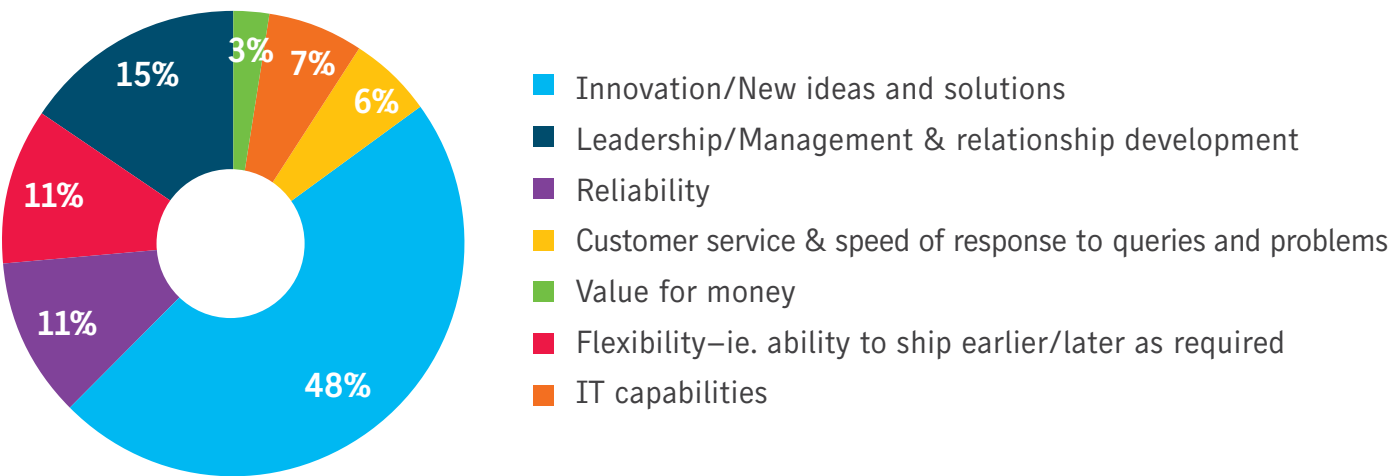 3%
7%
15%
6%
11%
11%
48%
Innovation/New ideas and solutions
Leadership/Management & relationship development
Reliability
Customer service & speed of response to queries and problems
Value for money
Flexibility–ie. ability to ship earlier/later as required
IT capabilities